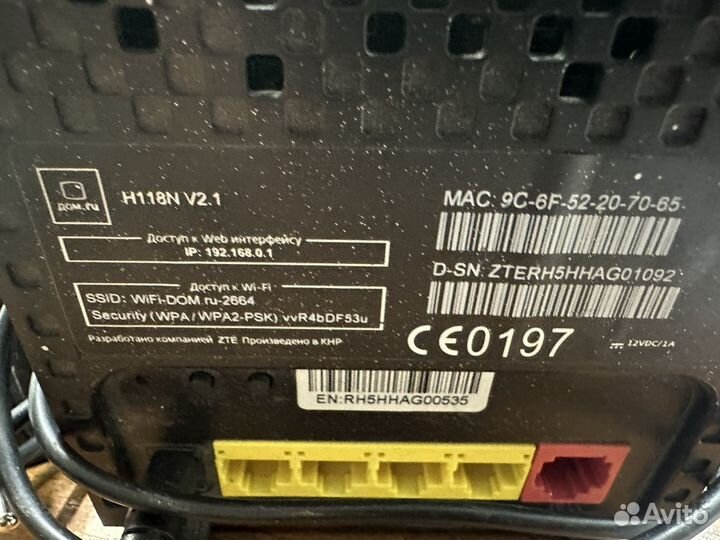 дом.ru
H118N V2.1
Доступ к Web интерфейсу
IP: 192.168.0.1
Доступ к Wi-Fi
SSID: WiFi-DOM.ru-2664
Security (WPA/WPA2-PSK) vvR4bDF53u
Разработано компанией ZTE Произведено в КНР
MAC: 9C-6F-52-20-70-65
D-SN: ZTERH5HHAG01092
CE0197
12VDC/1A
EN:RH5HHAG00535
Avito